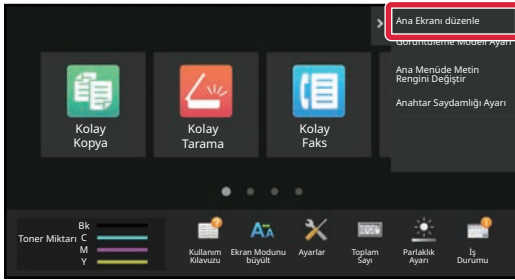 Ana Ekranı düzenle
Görüntüleme Modeli Ayarı
Ana Menüde Metin
Rengini Değiştir
Anahtar Saydamlığı Ayarı
Kolay
Kopya
Kolay
Tarama
Kolay
Faks
Toner Miktarı
Bk
C
M
Y
Kullanım
Kılavuzu
Ekran Modunu
büyült
Ayarlar
Toplam
Sayı
Parlaklık
Ayarı
İş
Durumu